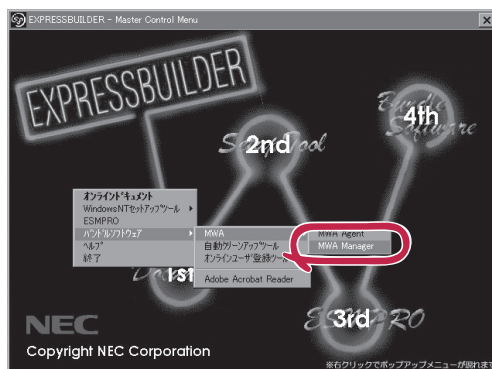 EXPRESSBUILDER - Master Control Menu
EXPRESSBUILDER
4th
Bundle Software
2nd
オンラインドキュメント
WindowsNTセットアップツール
ESMPRO
バンドルソフトウェア
ヘルプ
終了
MWA
自動クリーンアップツール
オンラインユーザ登録ツール
Adobe Acrobat Reader
MWA Agent
MWA Manager
1st
3rd
ESMPRO
NEC
Copyright NEC Corporation
※右クリックでポップアップメニューが現れます